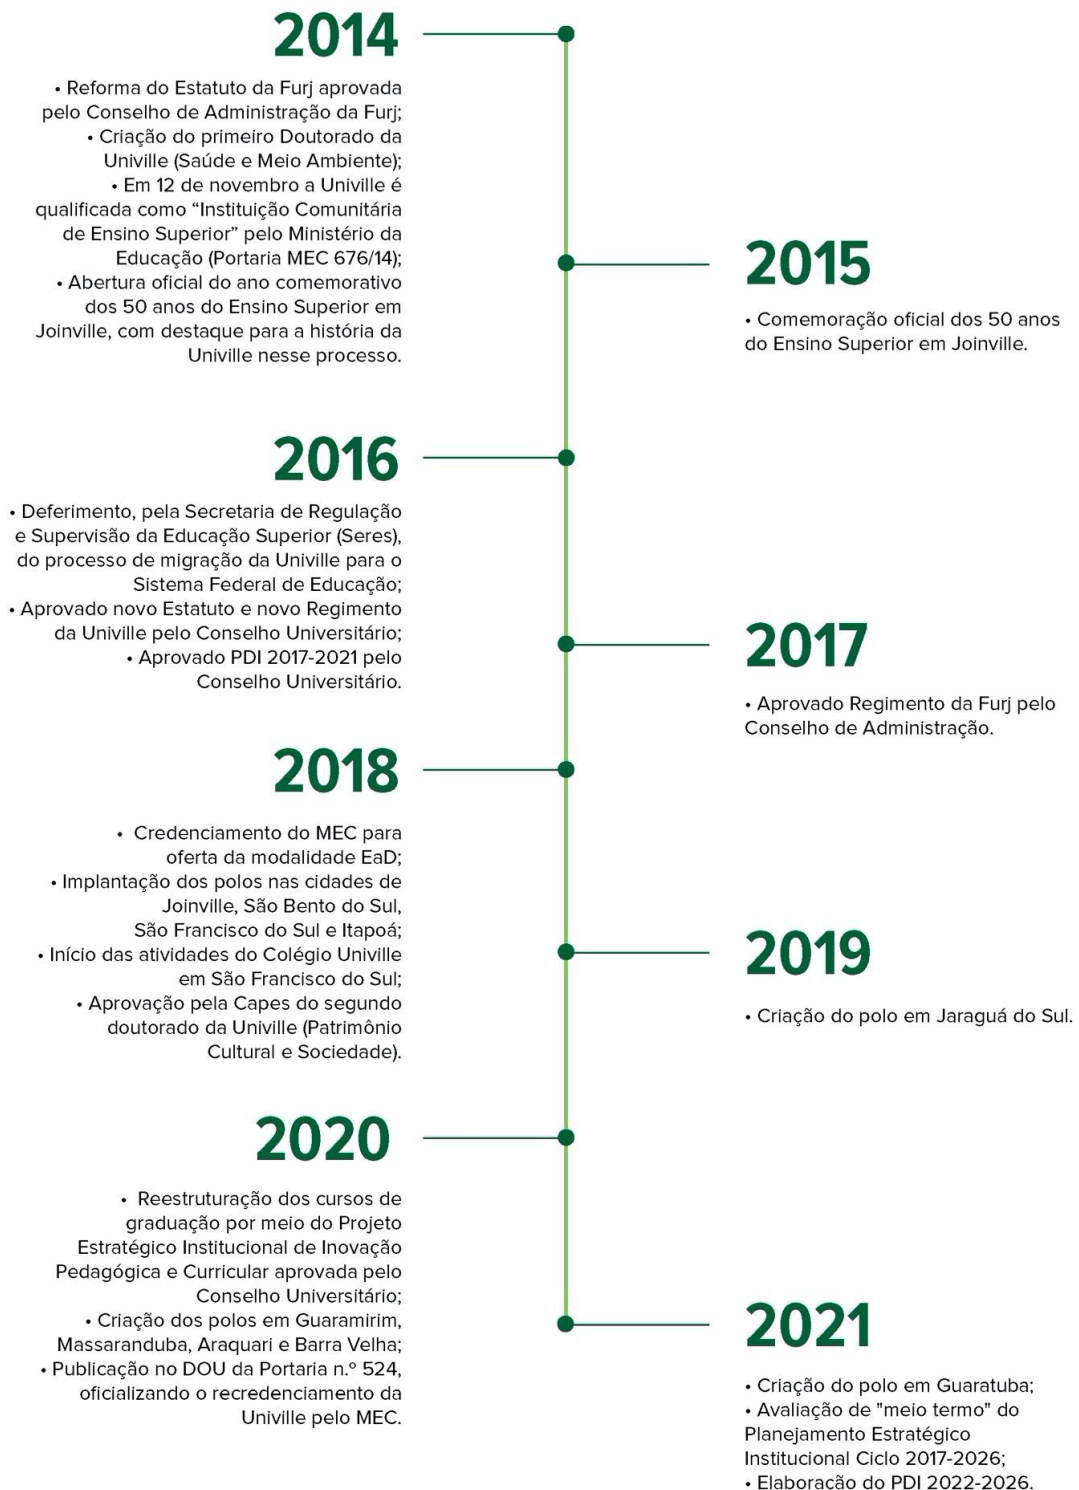 2014
• Reforma do Estatuto da Furj aprovada
pelo Conselho de Administração da Furj;
• Criação do primeiro Doutorado da
Univille (Saúde e Meio Ambiente);
• Em 12 de novembro a Univille é
qualificada como “Instituição Comunitária
de Ensino Superior” pelo Ministério da
Educação (Portaria MEC 676/14);
• Abertura oficial do ano comemorativo
dos 50 anos do Ensino Superior em
Joinville, com destaque para a história da
Univille nesse processo.
2015
• Comemoração oficial dos 50 anos
do Ensino Superior em Joinville.
2016
• Deferimento, pela Secretaria de Regulação
e Supervisão da Educação Superior (Seres),
do processo de migração da Univille para o
Sistema Federal de Educação;
• Aprovado novo Estatuto e novo Regimento
da Univille pelo Conselho Universitário;
• Aprovado PDI 2017-2021 pelo
Conselho Universitário.
2017
• Aprovado Regimento da Furj pelo
Conselho de Administração.
2018
• Credenciamento do MEC para
oferta da modalidade EaD;
• Implantação dos polos nas cidades de
Joinville, São Bento do Sul,
São Francisco do Sul e Itapoá;
• Início das atividades do Colégio Univille
em São Francisco do Sul;
• Aprovação pela Capes do segundo
doutorado da Univille (Patrimônio
Cultural e Sociedade).
2019
• Criação do polo em Jaraguá do Sul.
2020
• Reestruturação dos cursos de
graduação por meio do Projeto
Estratégico Institucional de Inovação
Pedagógica e Curricular aprovada pelo
Conselho Universitário;
• Criação dos polos em Guaramirim,
Massaranduba, Araquari e Barra Velha;
• Publicação no DOU da Portaria n.º 524,
oficializando o recredenciamento da
Univille pelo MEC.
2021
• Criação do polo em Guaratuba;
• Avaliação de "meio termo" do
Planejamento Estratégico
Institucional Ciclo 2017-2026;
• Elaboração do PDI 2022-2026.